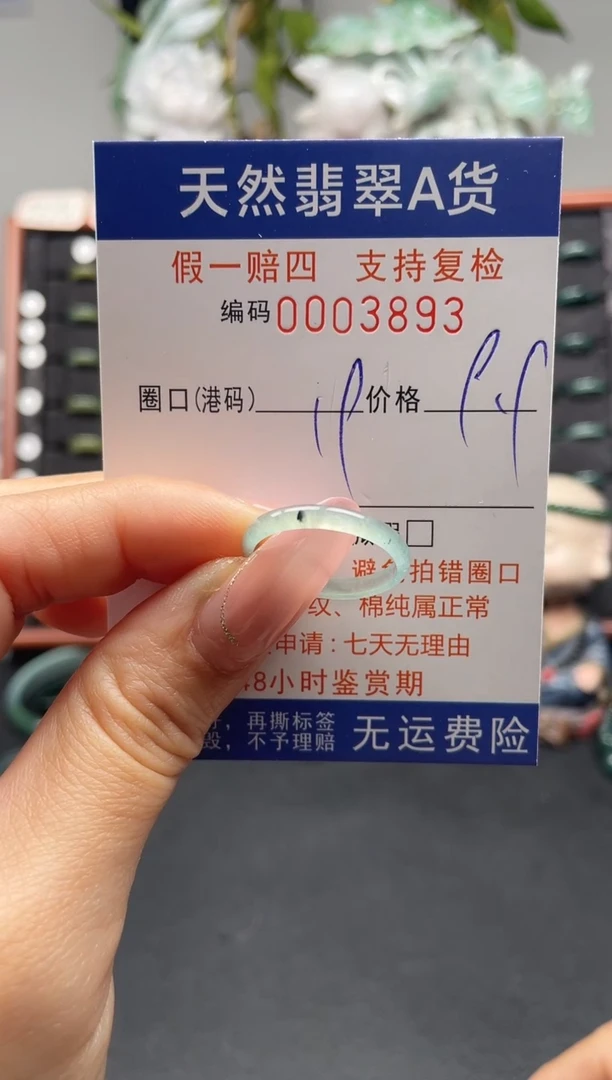 天然翡翠A货
假一赔四 支持复检
编码0003893
圈口(港码) 价格
避免拍错圈口
纹、棉纯属正常
申请：七天无理由
48小时鉴赏期
，再撕标签
毁，不予理赔
无运费险